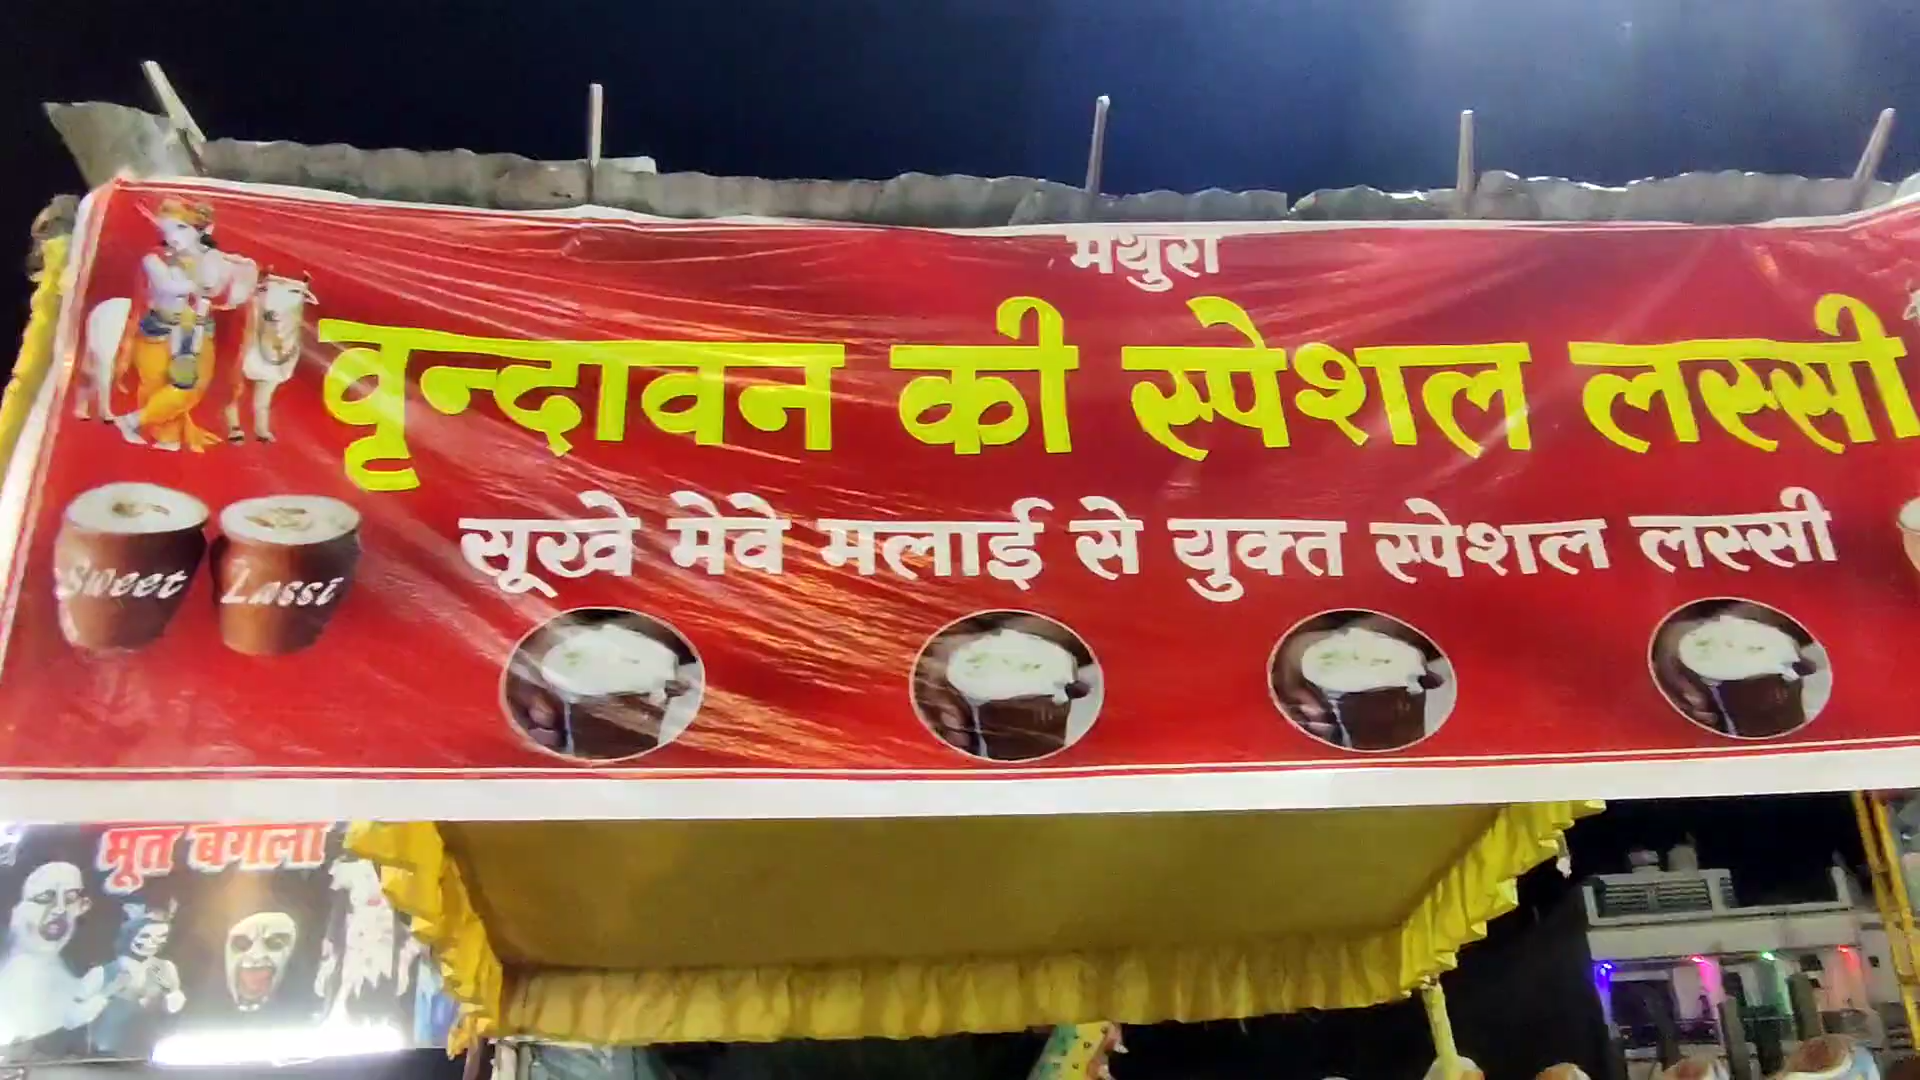 मथुरा
वृन्दावन की स्पेशल लस्सी
सूखे मेवे मलाई से युक्त स्पेशल लस्सी
Sweet Lassi
भूत बंगला